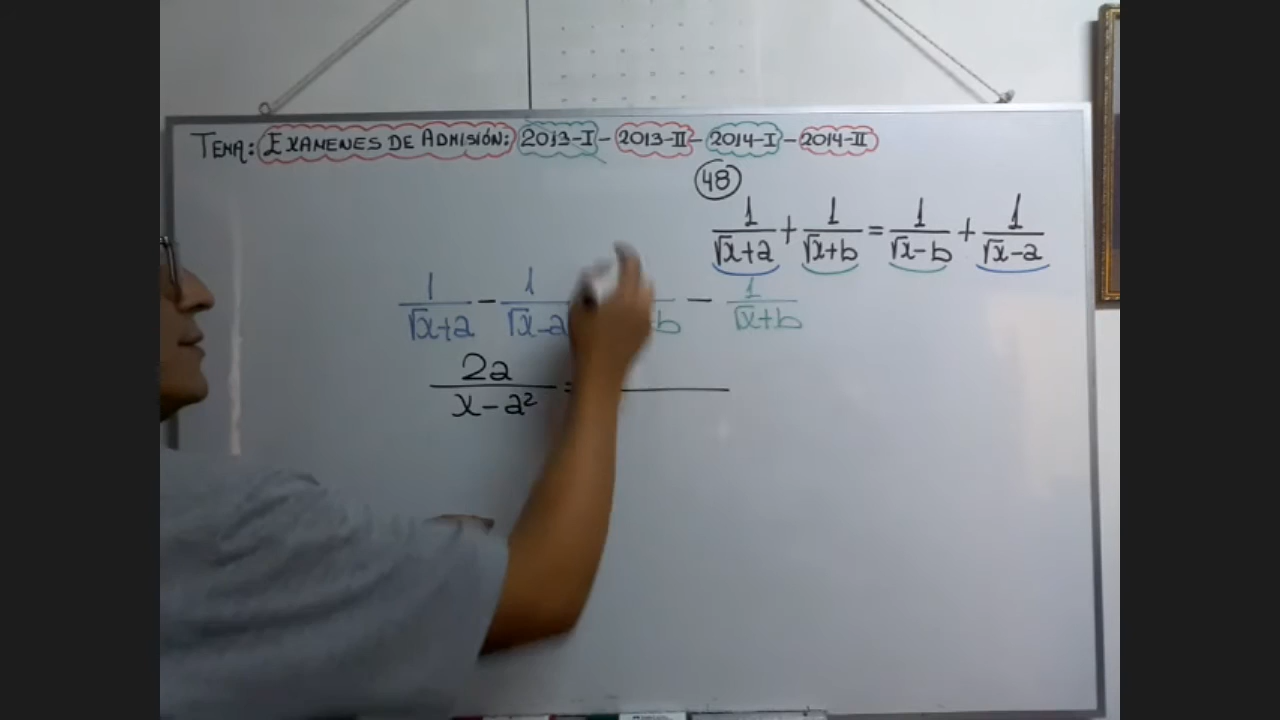 TEMA: EXAMENES DE ADMISIÓN: 2013-I - 2013-II - 2014-I - 2014-II
48
1/(√x+a) + 1/(√x+b) = 1/(√x-b) + 1/(√x-a)
1/(√x+a) - 1/(√x-a b - 1/(√x+b)
2a/(x-a²) =